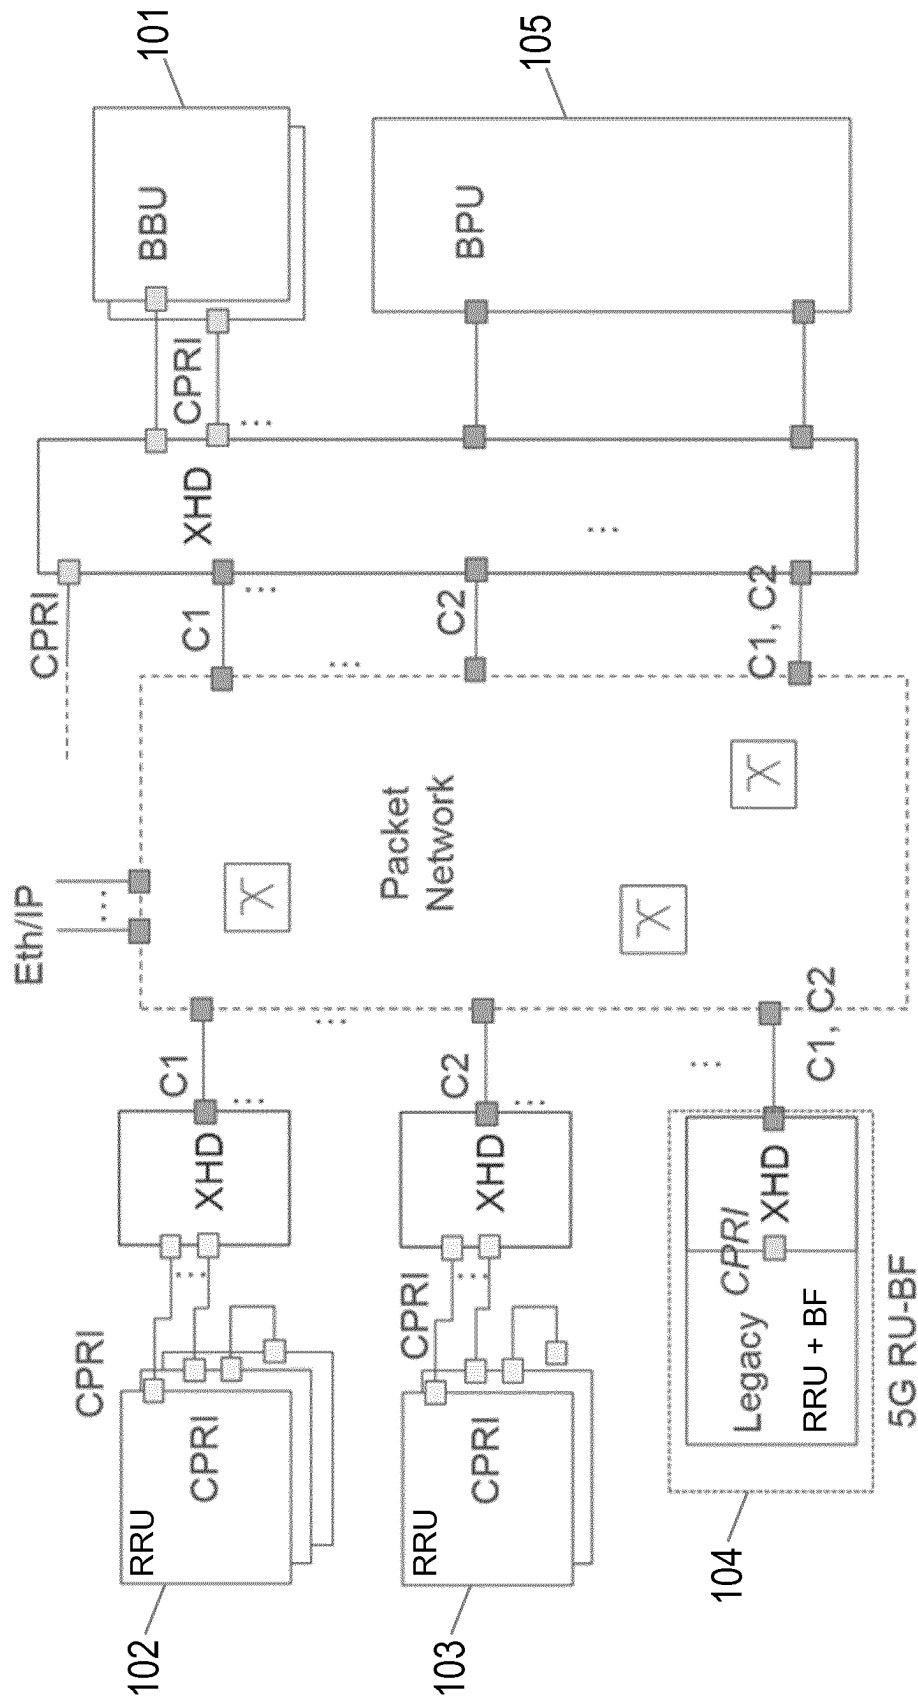 Eth/IP
CPRI
CPRI
102
RRU
101
BBU
C1
C1
CPRI
CPRI
XHD
XHD
Packet
Network
CPRI
103
RRU
C2
C2
CPRI
XHD
BPU
105
104
Legacy
CPRI
XHD
C1, C2
C1, C2
RRU + BF
5G RU-BF